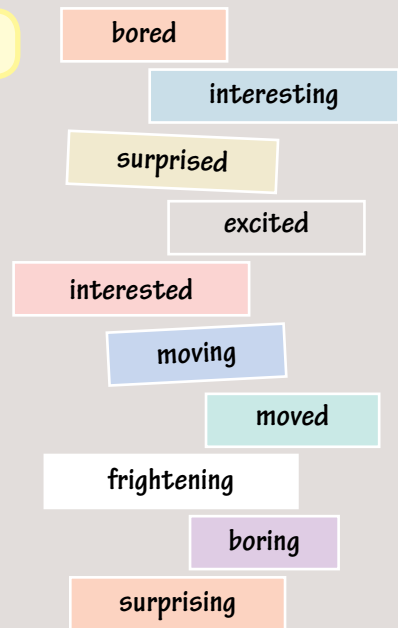 bored
interesting
surprised
excited
interested
moving
moved
frightening
boring
surprising